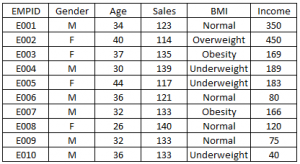 EMPID Gender Age Sales BMI Income
E001 M 34 123 Normal 350
E002 F 40 114 Overweight 450
E003 F 37 135 Obesity 169
E004 M 30 139 Underweight 189
E005 F 44 117 Underweight 183
E006 M 36 121 Normal 80
E007 M 32 133 Obesity 166
E008 F 26 140 Normal 120
E009 M 32 133 Normal 75
E010 M 36 133 Underweight 40